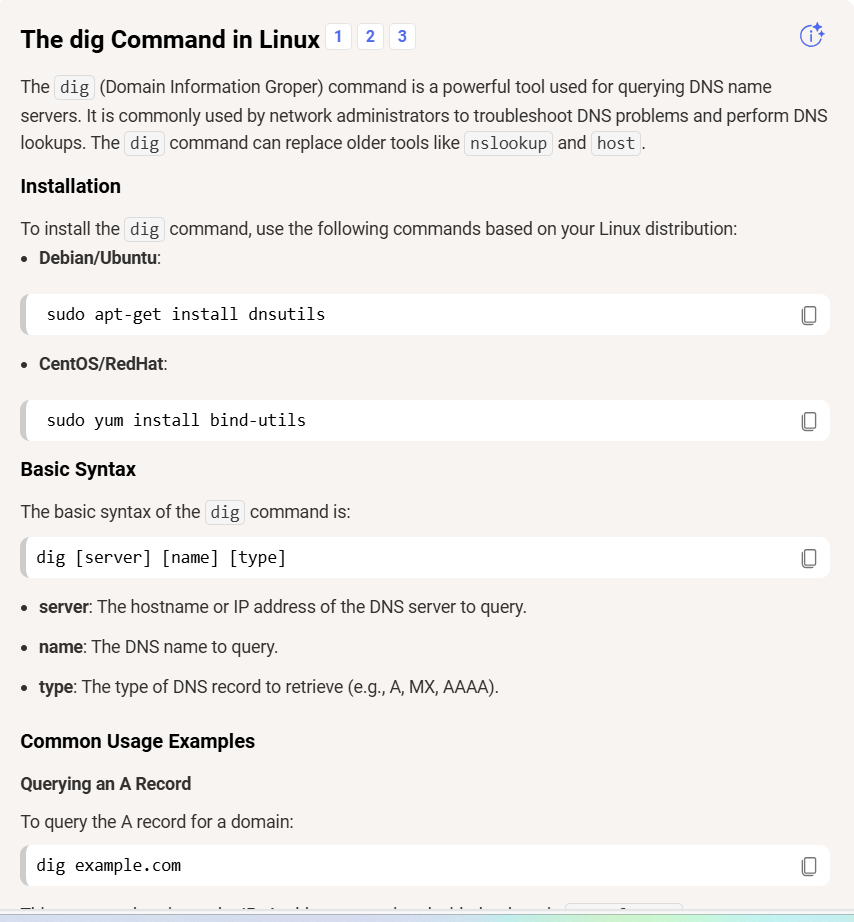 The dig Command in Linux 1 2 3
The dig (Domain Information Groper) command is a powerful tool used for querying DNS name
servers. It is commonly used by network administrators to troubleshoot DNS problems and perform DNS
lookups. The dig command can replace older tools like nslookup and host.
Installation
To install the dig command, use the following commands based on your Linux distribution:
• Debian/Ubuntu:
sudo apt-get install dnsutils
• CentOS/RedHat:
sudo yum install bind-utils
Basic Syntax
The basic syntax of the dig command is:
dig [server] [name] [type]
• server: The hostname or IP address of the DNS server to query.
• name: The DNS name to query.
• type: The type of DNS record to retrieve (e.g., A, MX, AAAA).
Common Usage Examples
Querying an A Record
To query the A record for a domain:
dig example.com